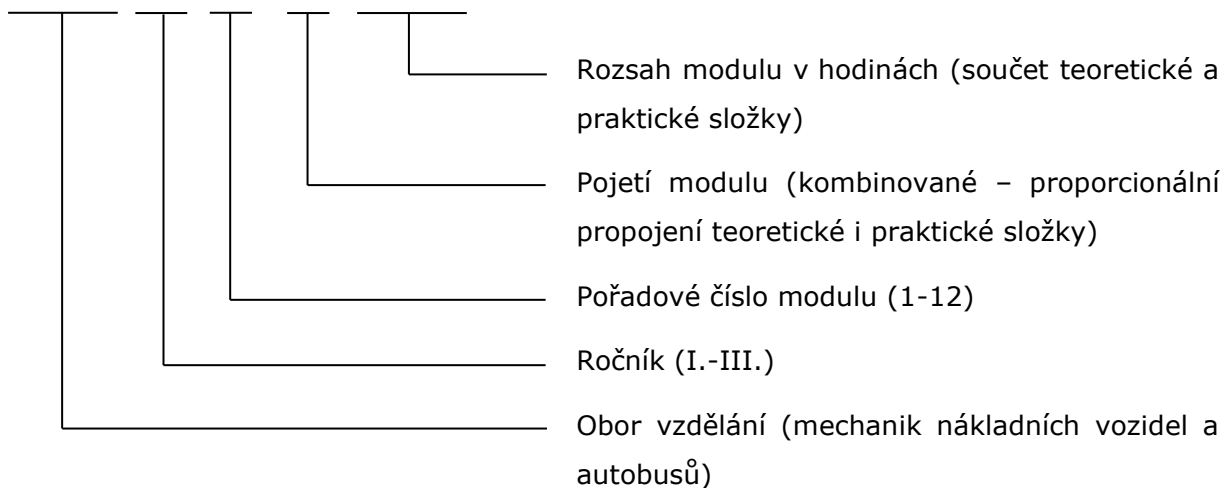 Rozsah modulu v hodinách (součet teoretické a
praktické složky)
Pojetí modulu (kombinované – proporcionální
propojení teoretické i praktické složky)
Pořadové číslo modulu (1-12)
Ročník (I.-III.)
Obor vzdělání (mechanik nákladních vozidel a
autobusů)